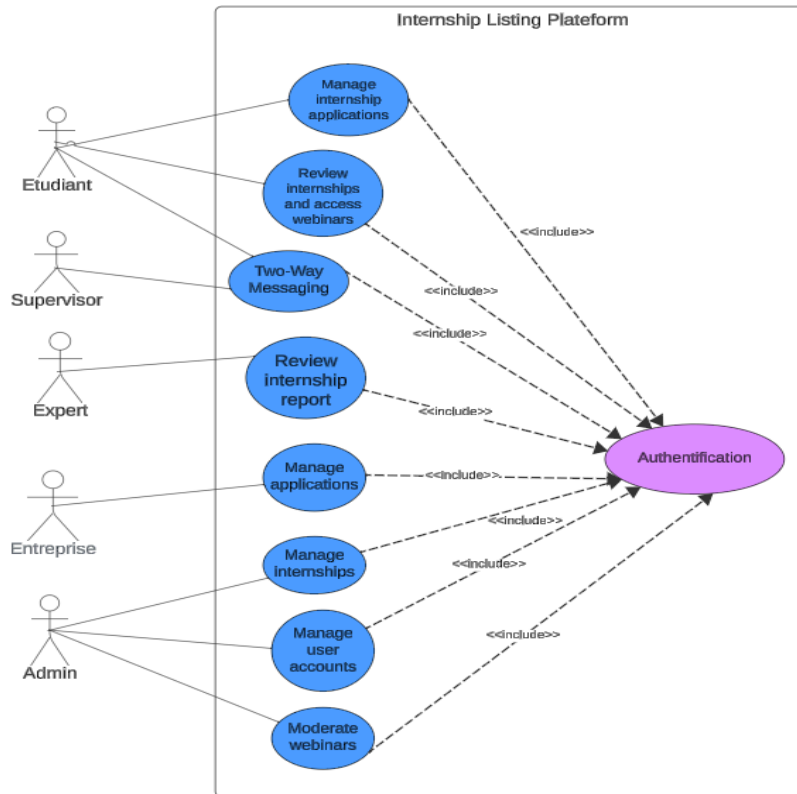 Internship Listing Plateform
Manage
internship
applications
Etudiant
Review
internships
and access
webinars
<<include>>
Supervisor
Two-Way
Messaging
<<include>>
<<include>>
Expert
Review
internship
report
<<include>>
Authentification
Manage
applications
<<include>>
Entreprise
Manage
internships
<<include>>
<<include>>
Admin
Manage
user
accounts
<<include>>
Moderate
webinars